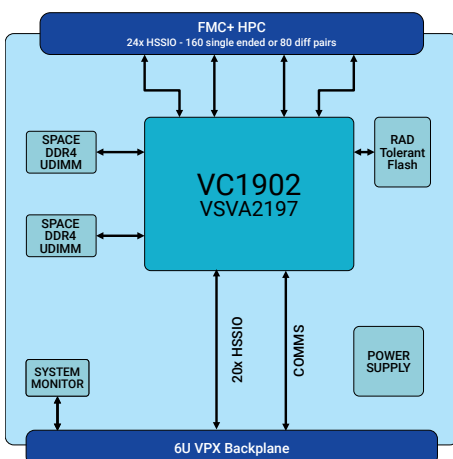 FMC+ HPC
24x HSSIO - 160 single ended or 80 diff pairs
SPACE
DDR4
UDIMM
VC1902
VSVA2197
RAD
Tolerant
Flash
SPACE
DDR4
UDIMM
20x HSSIO
COMMS
SYSTEM
MONITOR
POWER
SUPPLY
6U VPX Backplane